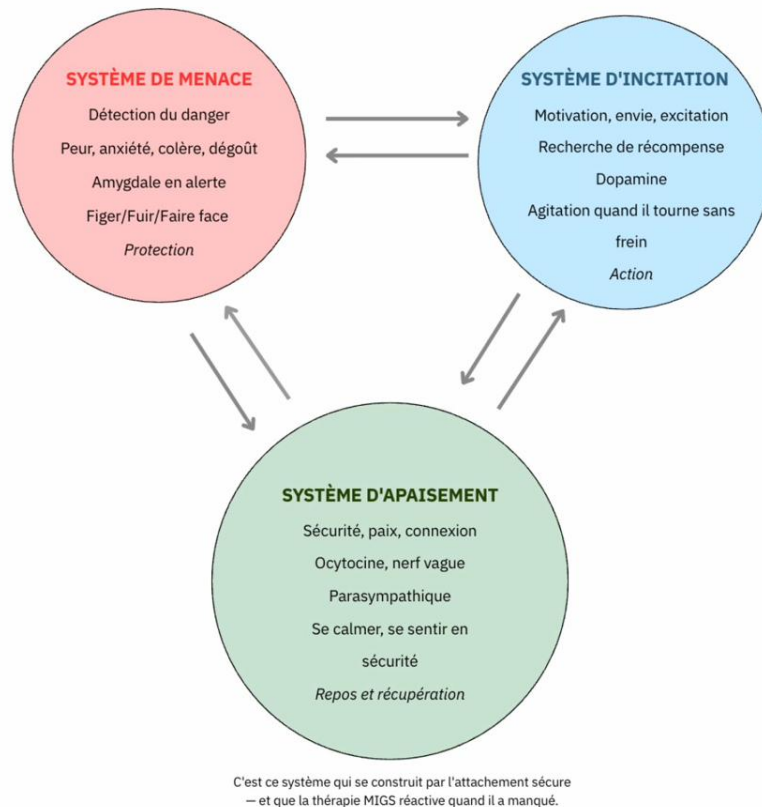 SYSTÈME DE MENACE
Détection du danger
Peur, anxiété, colère, dégoût
Amygdale en alerte
Figer/Fuir/Faire face
Protection
SYSTÈME D'INCITATION
Motivation, envie, excitation
Recherche de récompense
Dopamine
Agitation quand il tourne sans
frein
Action
SYSTÈME D'APAISEMENT
Sécurité, paix, connexion
Ocytocine, nerf vague
Parasympathique
Se calmer, se sentir en
sécurité
Repos et récupération
C'est ce système qui se construit par l'attachement sécure
— et que la thérapie MIGS réactive quand il a manqué.